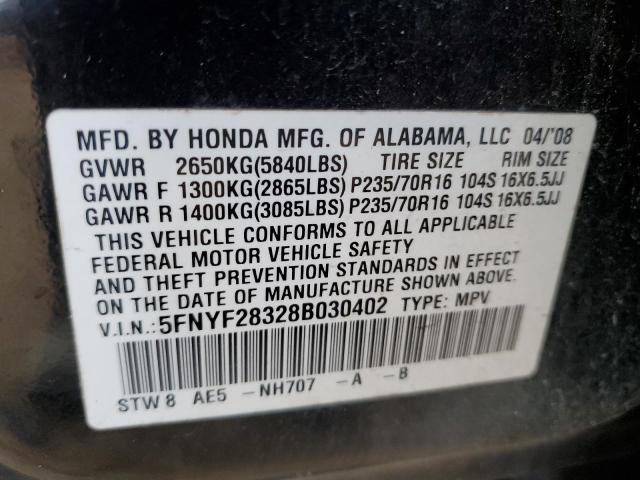 MFD. BY HONDA MFG. OF ALABAMA, LLC 04/'08
GVWR 2650KG(5840LBS) TIRE SIZE RIM SIZE
GAWR F 1300KG(2865LBS) P235/70R16 104S 16X6.5JJ
GAWR R 1400KG(3085LBS) P235/70R16 104S 16X6.5JJ
THIS VEHICLE CONFORMS TO ALL APPLICABLE
FEDERAL MOTOR VEHICLE SAFETY
AND THEFT PREVENTION STANDARDS IN EFFECT
ON THE DATE OF MANUFACTURE SHOWN ABOVE.
V.I.N.: 5FNYF28328B030402 TYPE: MPV
STW8 AE5 -NH707 -A -B